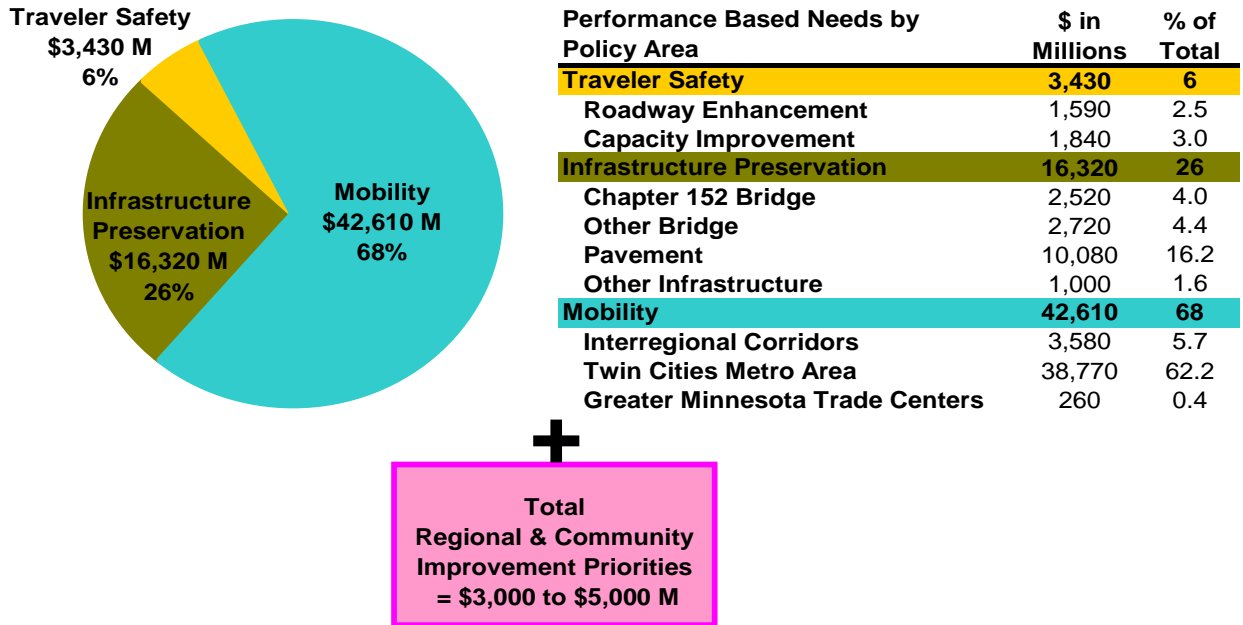 Traveler Safety
$3,430 M
6%
Infrastructure
Preservation
$16,320 M
26%
Mobility
$42,610 M
68%
Performance Based Needs by $ in % of
Policy Area Millions Total
Traveler Safety 3,430 6
Roadway Enhancement 1,590 2.5
Capacity Improvement 1,840 3.0
Infrastructure Preservation 16,320 26
Chapter 152 Bridge 2,520 4.0
Other Bridge 2,720 4.4
Pavement 10,080 16.2
Other Infrastructure 1,000 1.6
Mobility 42,610 68
Interregional Corridors 3,580 5.7
Twin Cities Metro Area 38,770 62.2
Greater Minnesota Trade Centers 260 0.4
+
Total
Regional & Community
Improvement Priorities
= $3,000 to $5,000 M